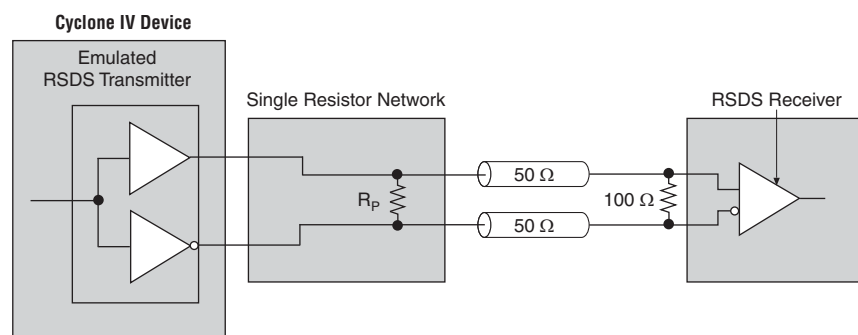 Cyclone IV Device
Emulated
RSDS Transmitter
Single Resistor Network
RSDS Receiver
50 Ω
RP
100 Ω
50 Ω